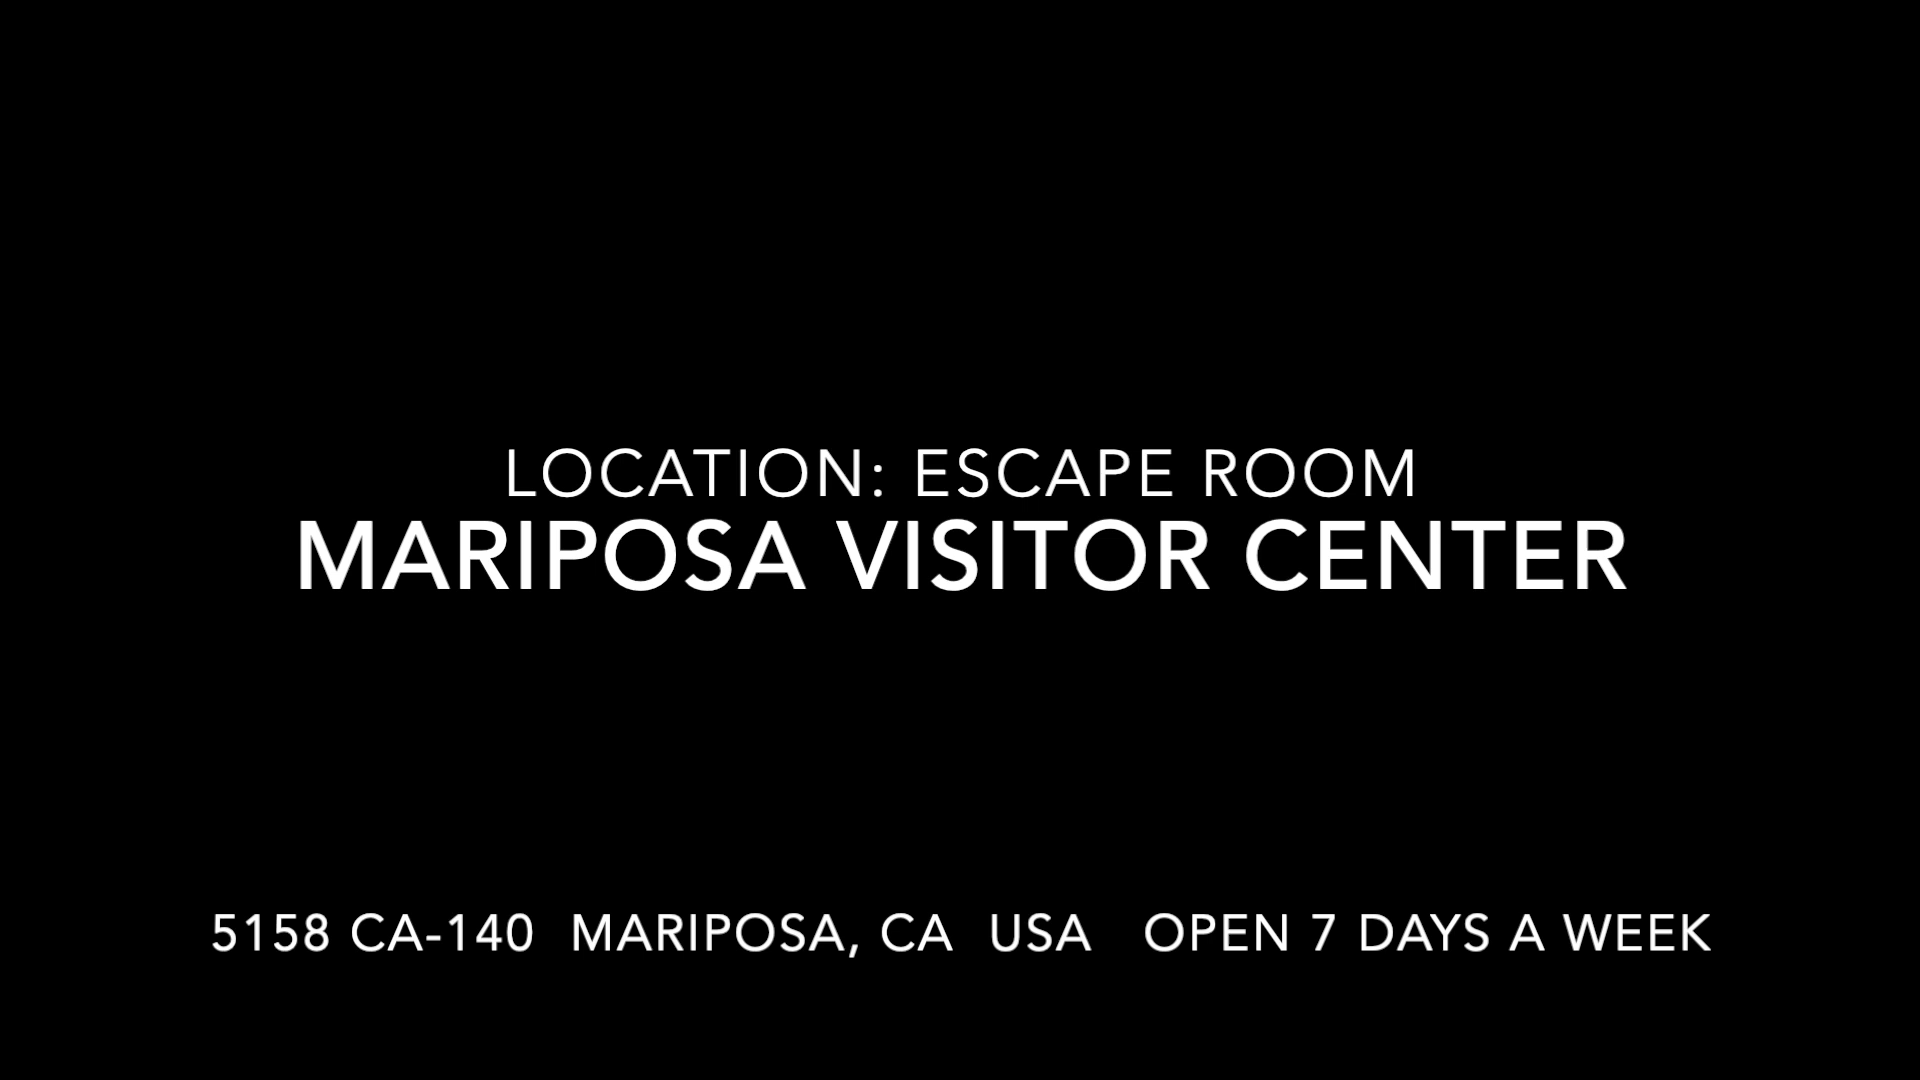 LOCATION: ESCAPE ROOM
MARIPOSA VISITOR CENTER
5158 CA-140 MARIPOSA, CA USA OPEN 7 DAYS A WEEK